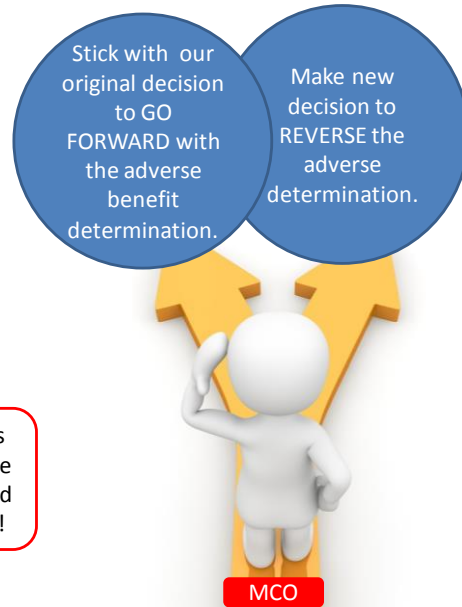 Stick with our
original decision
to GO
FORWARD with
the adverse
benefit
determination.
Make new
decision to
REVERSE the
adverse
determination.
!
MCO